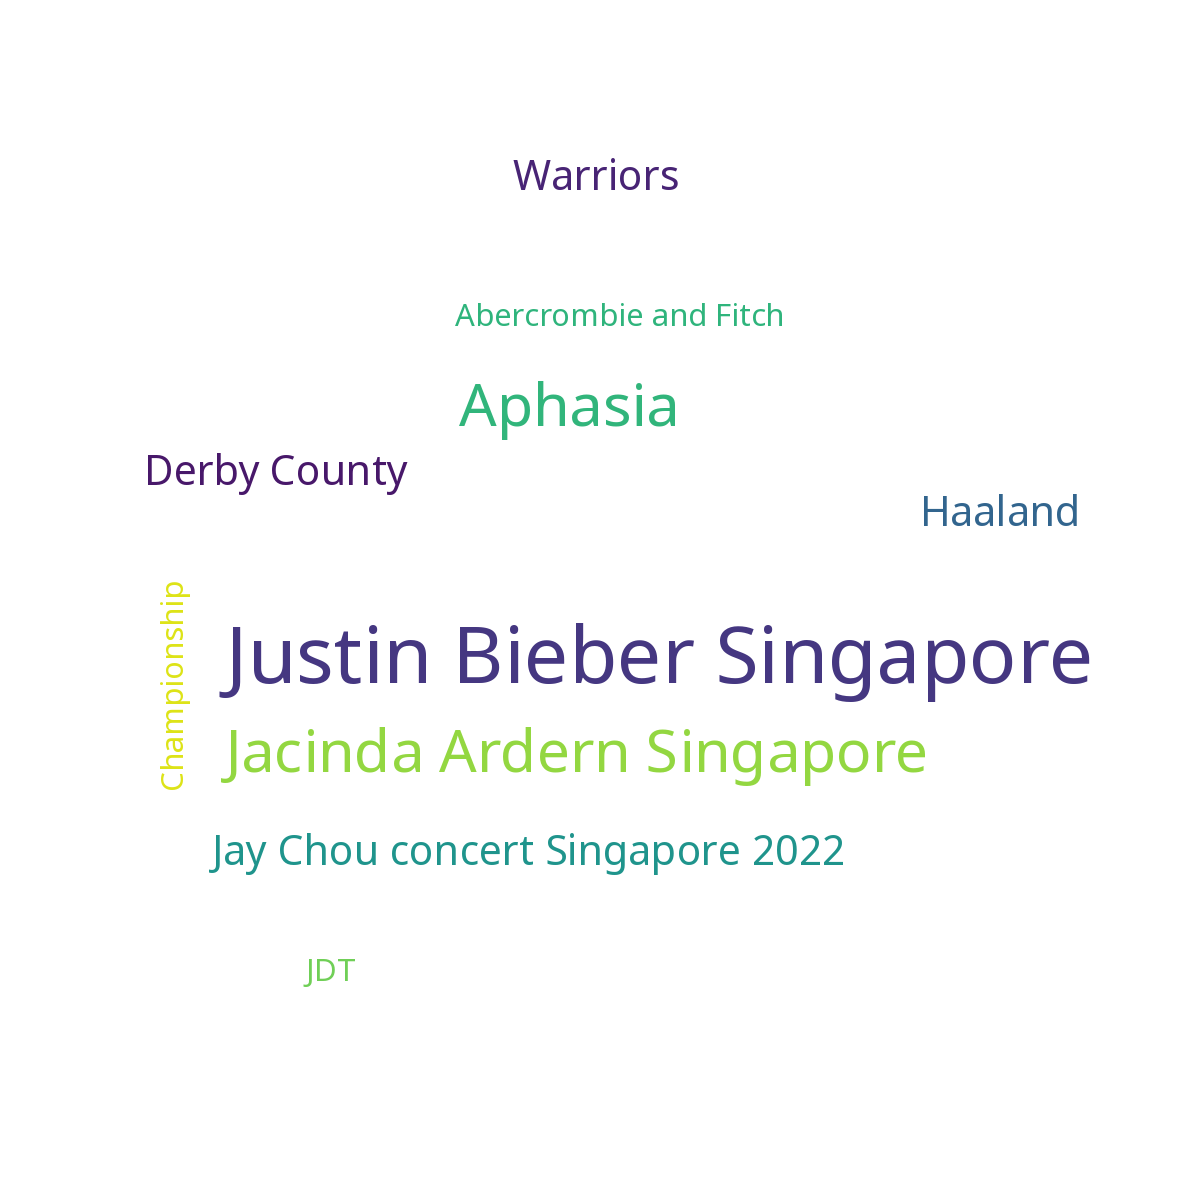 Warriors
Abercrombie and Fitch
Aphasia
Derby County
Haaland
Championship
Justin Bieber Singapore
Jacinda Ardern Singapore
Jay Chou concert Singapore 2022
JDT